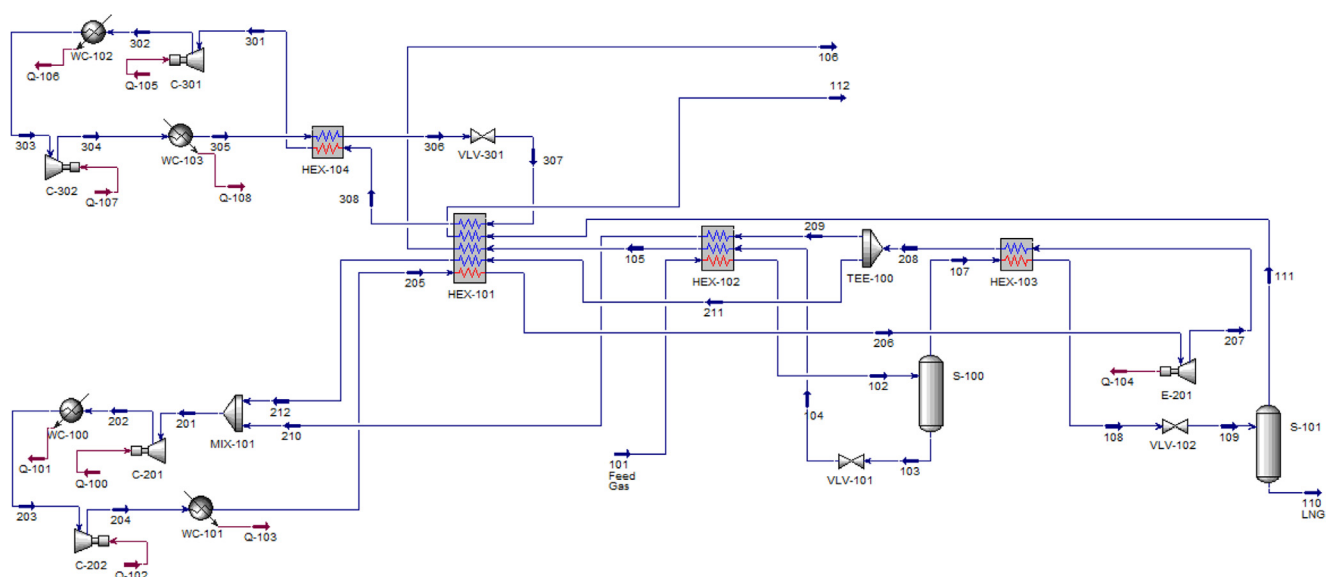 302
301
WC-102
Q-106
Q-105
C-301
106
112
303
304
305
306
307
WC-103
VLV-301
HEX-104
C-302
Q-107
Q-108
308
209
208
107
111
105
205
HEX-101
HEX-102
TEE-100
HEX-103
211
206
207
102
S-100
Q-104
E-201
104
202
201
212
210
WC-100
MIX-101
108
109
S-101
VLV-102
Q-101
C-201
Q-100
101
Feed
Gas
103
VLV-101
203
204
WC-101
Q-103
110
LNG
C-202
Q-102